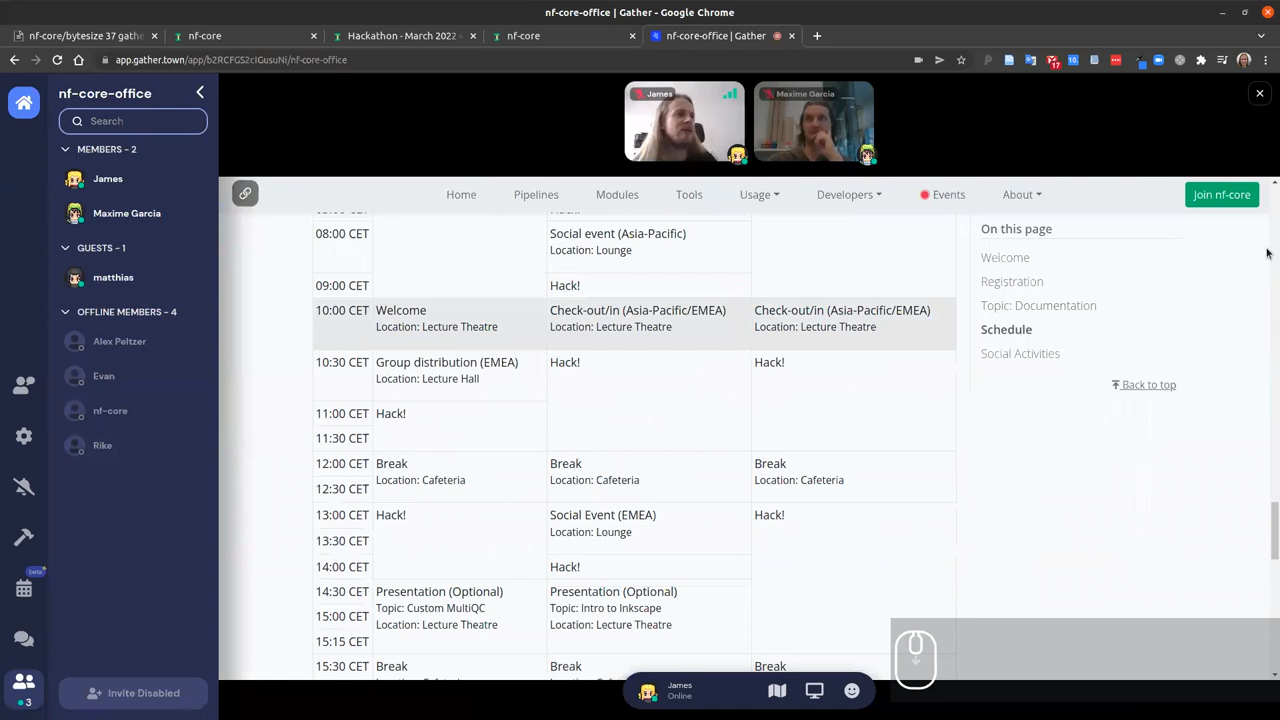 nf-core-office | Gather - Google Chrome
nf-core/bytesize 37 gathe
nf-core
Hackathon - March 2022
nf-core
nf-core-office | Gather
app.gather.town/app/b2RCFGS2cIGusuNi/nf-core-office
17
nf-core-office
Search
MEMBERS - 2
James
Maxime Garcia
GUESTS - 1
matthias
OFFLINE MEMBERS - 4
Alex Peltzer
Evan
nf-core
Rike
beta
3
Invite Disabled
James
Maxime Garcia
Home
Pipelines
Modules
Tools
Usage
Developers
Events
About
Join nf-core
Hack!
08:00 CET
Social event (Asia-Pacific)
Location: Lounge
09:00 CET
Hack!
10:00 CET
Welcome
Location: Lecture Theatre
Check-out/in (Asia-Pacific/EMEA)
Location: Lecture Theatre
Check-out/in (Asia-Pacific/EMEA)
Location: Lecture Theatre
10:30 CET
Group distribution (EMEA)
Location: Lecture Hall
Hack!
Hack!
11:00 CET
Hack!
11:30 CET
12:00 CET
Break
Location: Cafeteria
Break
Location: Cafeteria
Break
Location: Cafeteria
12:30 CET
13:00 CET
Hack!
Social Event (EMEA)
Location: Lounge
Hack!
13:30 CET
14:00 CET
Hack!
14:30 CET
Presentation (Optional)
Topic: Custom MultiQC
Location: Lecture Theatre
Presentation (Optional)
Topic: Intro to Inkscape
Location: Lecture Theatre
15:00 CET
15:15 CET
15:30 CET
Break
Break
Break
On this page
Welcome
Registration
Topic: Documentation
Schedule
Social Activities
Back to top
James
Online